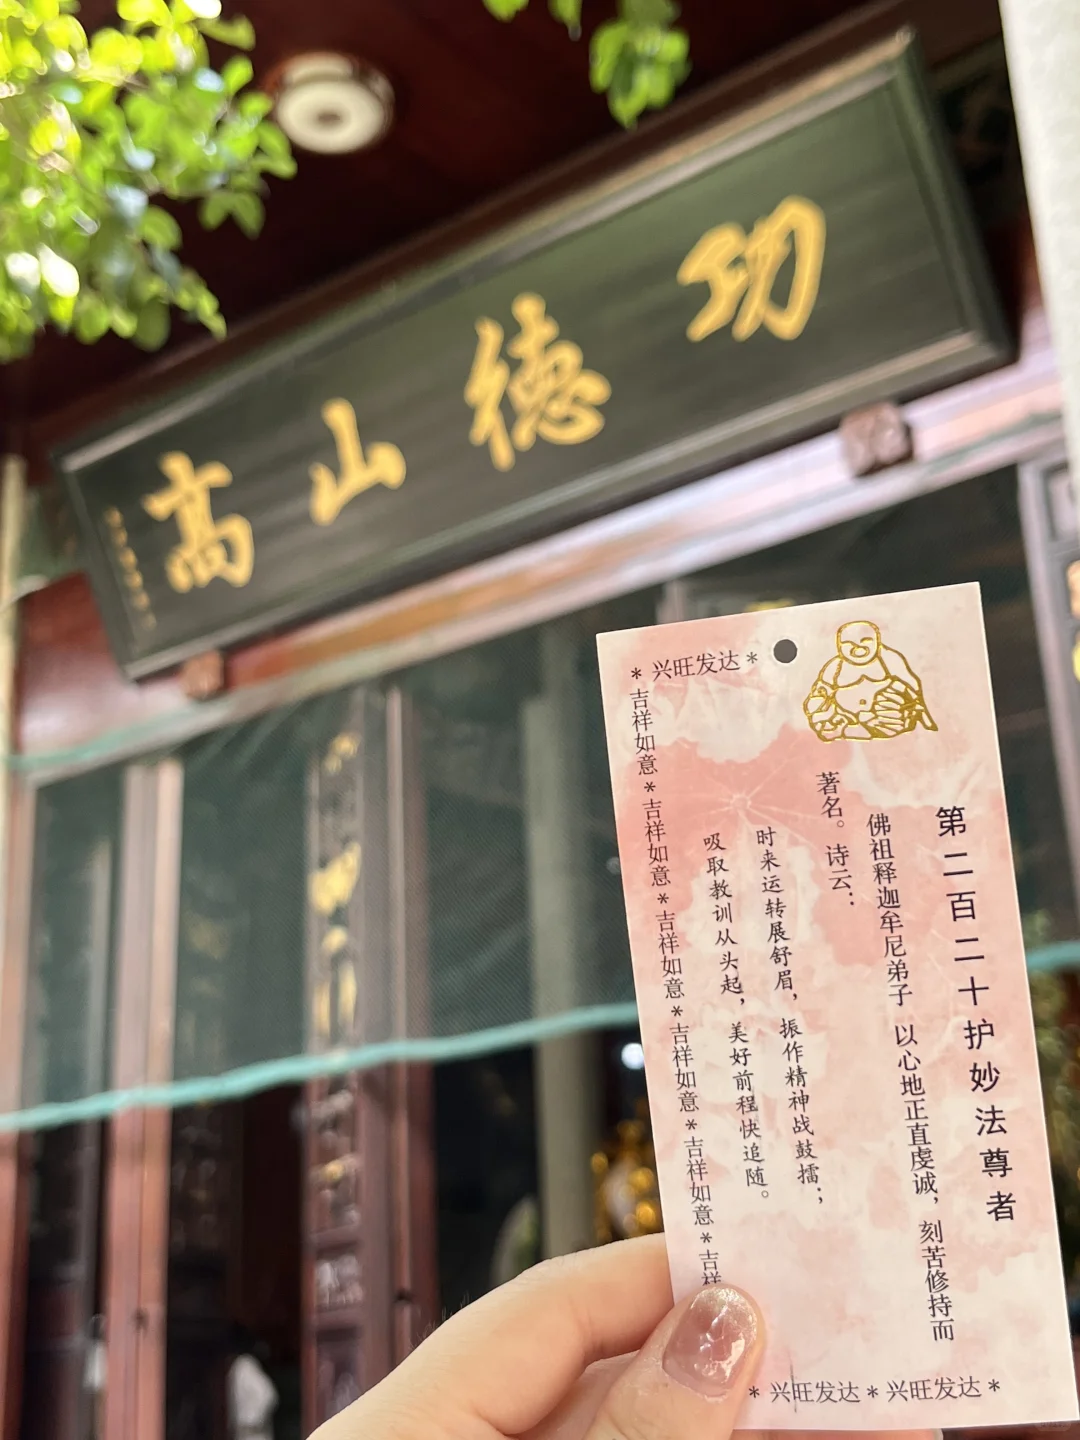 功德山高
*兴旺发达*
第二百二十护妙法尊者
佛祖释迦牟尼弟子 以心地正直虔诚，刻苦修持而
著名。诗云：
时来运转展舒眉，振作精神战鼓擂；
吸取教训从头起，美好前程快追随。
吉祥如意*吉祥如意*吉祥如意*吉祥如意*吉祥如意*吉祥
*兴旺发达*兴旺发达*